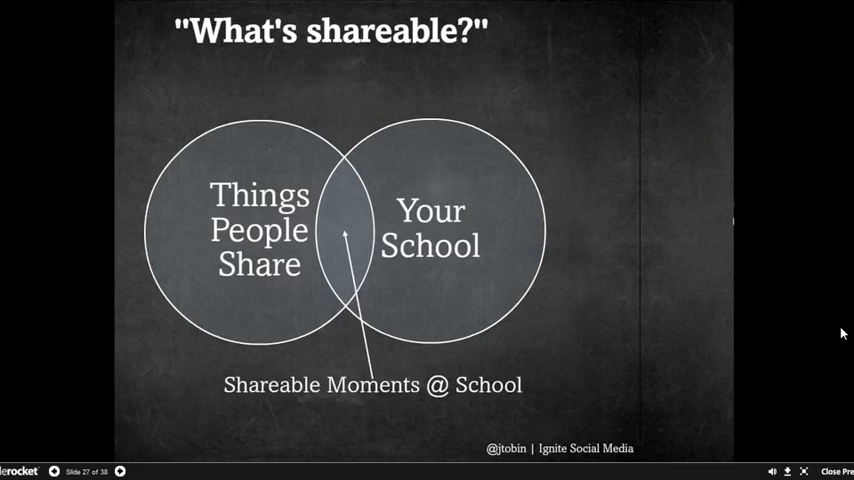 "What's shareable?"
Things
People
Share
Your
School
Shareable Moments @ School
@jtobin | Ignite Social Media
Slide 27 of 38
Close